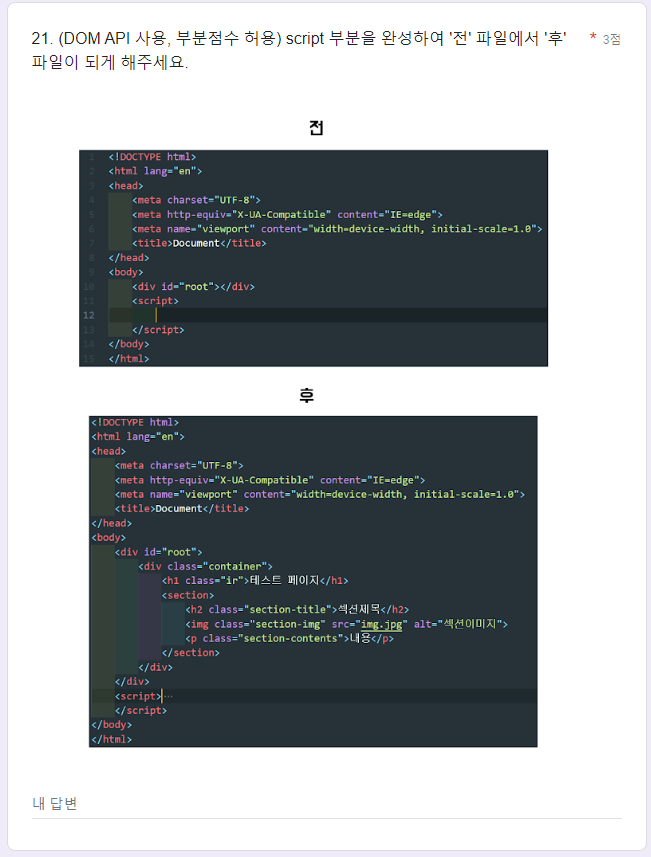 21. (DOM API 사용, 부분점수 허용) script 부분을 완성하여 '전' 파일에서 '후' * 3점
파일이 되게 해주세요.
전
1 <!DOCTYPE html>
2 <html lang="en">
3 <head>
4 <meta charset="UTF-8">
5 <meta http-equiv="X-UA-Compatible" content="IE=edge">
6 <meta name="viewport" content="width=device-width, initial-scale=1.0">
7 <title>Document</title>
8 </head>
9 <body>
10 <div id="root"></div>
11 <script>
12
13 </script>
14 </body>
15 </html>
후
<!DOCTYPE html>
<html lang="en">
<head>
<meta charset="UTF-8">
<meta http-equiv="X-UA-Compatible" content="IE=edge">
<meta name="viewport" content="width=device-width, initial-scale=1.0">
<title>Document</title>
</head>
<body>
<div id="root">
<div class="container">
<h1 class="ir">테스트 페이지</h1>
<section>
<h2 class="section-title">섹션제목</h2>
<img class="section-img" src="img.jpg" alt="섹션이미지">
<p class="section-contents">내용</p>
</section>
</div>
</div>
<script>…
</script>
</body>
</html>
내 답변